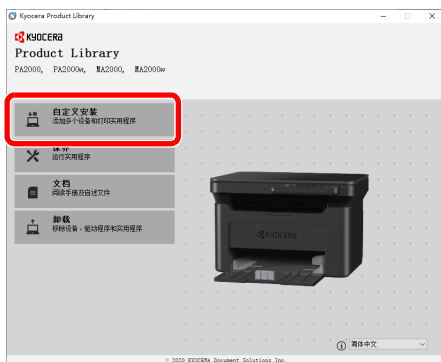 Kyocera Product Library
KYOCERA
Product Library
PA2000, PA2000w, MA2000, MA2000w
自定义安装
添加多个设备和打印实用程序
保养
运行实用程序
文档
阅读手册及自述文件
卸载
移除设备、驱动程序和实用程序
KYOCERA
简体中文
© 2020 KYOCERA Document Solutions Inc.